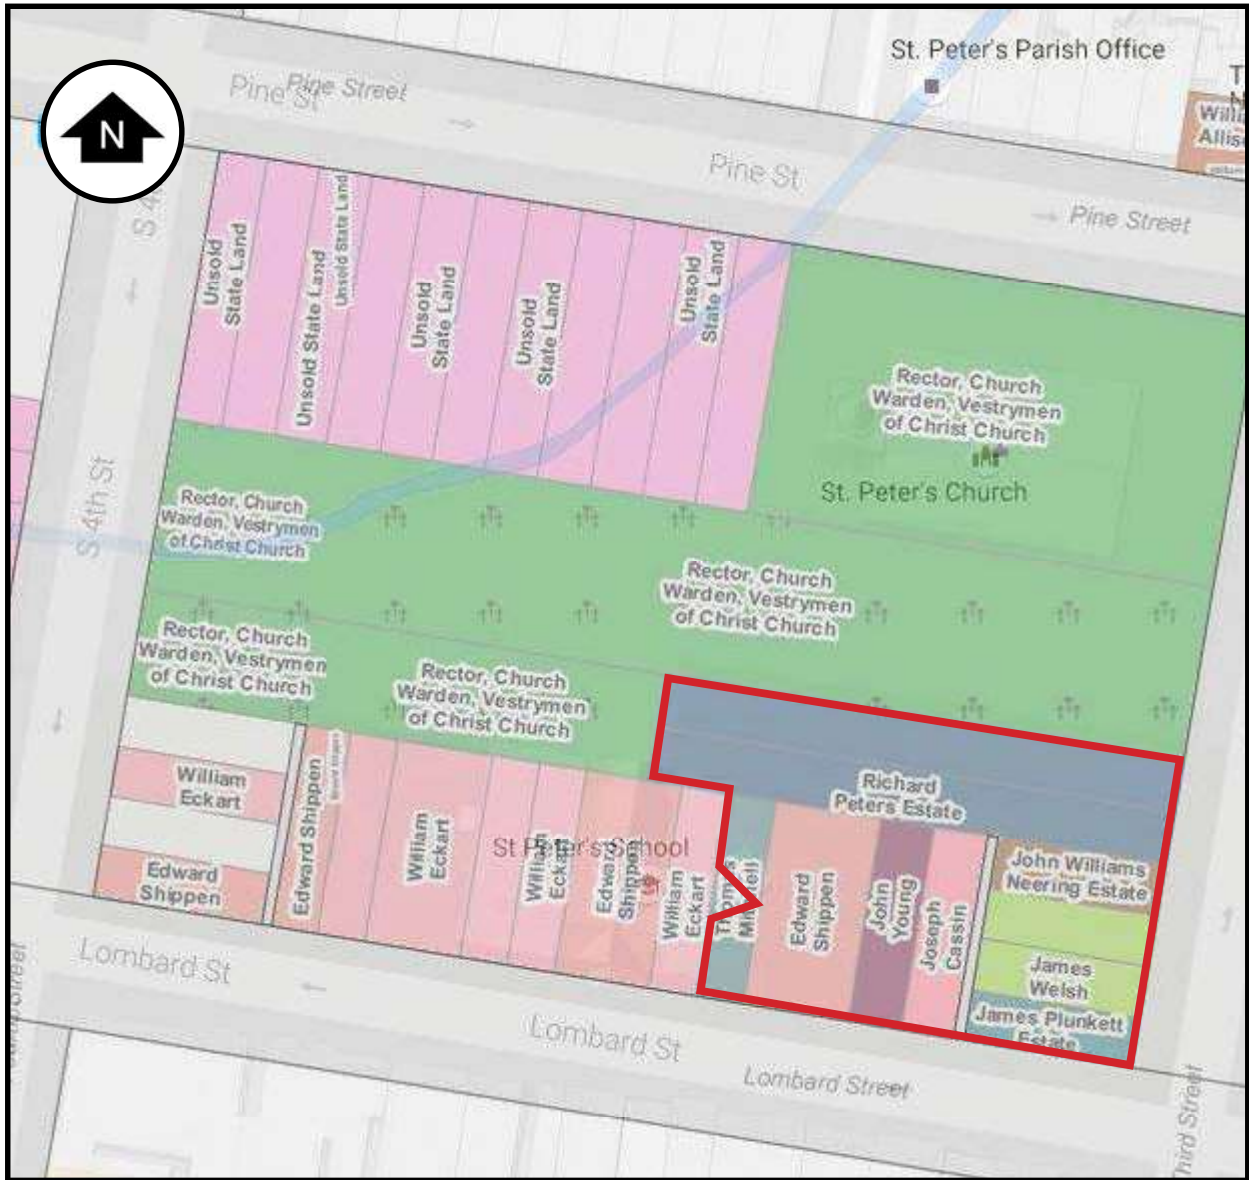 St. Peter's Parish Office
Pine St
Pine Street
N
Allis
S 4
Pine St
Pine Street
Unsold
State Land
Unsold State Land
Unsold State Land
Unsold
State Land
Unsold
State Land
Unsold
State Land
Rector, Church
Warden, Vestrymen
of Christ Church
St. Peter's Church
S 4th St
Rector, Church
Warden, Vestrymen
of Christ Church
Rector, Church
Warden, Vestrymen
of Christ Church
Rector, Church
Warden, Vestrymen
of Christ Church
Rector, Church
Warden, Vestrymen
of Christ Church
William
Eckart
Edward
Shippen
Edward Shippen
William
Eckart
St Peter's School
William
Eckart
Edward
Shippen
William
Eckart
Edward
Shippen
John
Young
Joseph
Cassin
Richard
Peters Estate
John Williams
Neering Estate
James
Welsh
James Plunkett
Estate
Lombard St
Lombard St
Lombard Street
Third Street